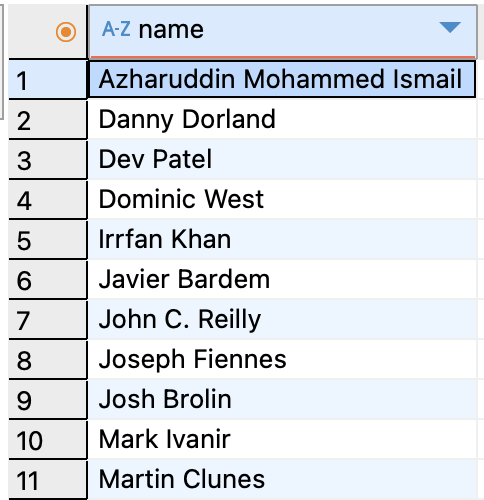 A-Z name
1 Azharuddin Mohammed Ismail
2 Danny Dorland
3 Dev Patel
4 Dominic West
5 Irrfan Khan
6 Javier Bardem
7 John C. Reilly
8 Joseph Fiennes
9 Josh Brolin
10 Mark Ivanir
11 Martin Clunes